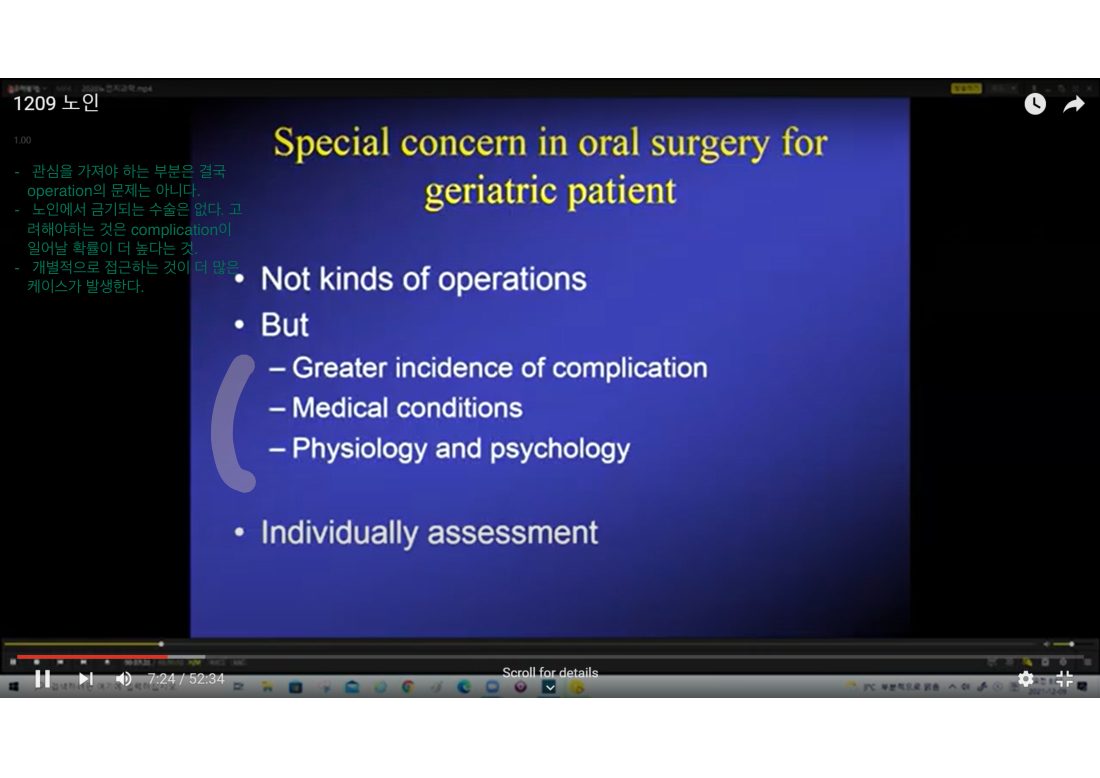 1209 노인
1.00
Special concern in oral surgery for
geriatric patient
- 관심을 가져야 하는 부분은 결국
operation의 문제는 아니다.
- 노인에서 금기되는 수술은 없다. 고
려해야하는 것은 complication이
일어날 확률이 더 높다는 것.
- 개별적으로 접근하는 것이 더 많은
케이스가 발생한다.
• Not kinds of operations
• But
– Greater incidence of complication
– Medical conditions
– Physiology and psychology
• Individually assessment
Scroll for details
7:24 / 52:34